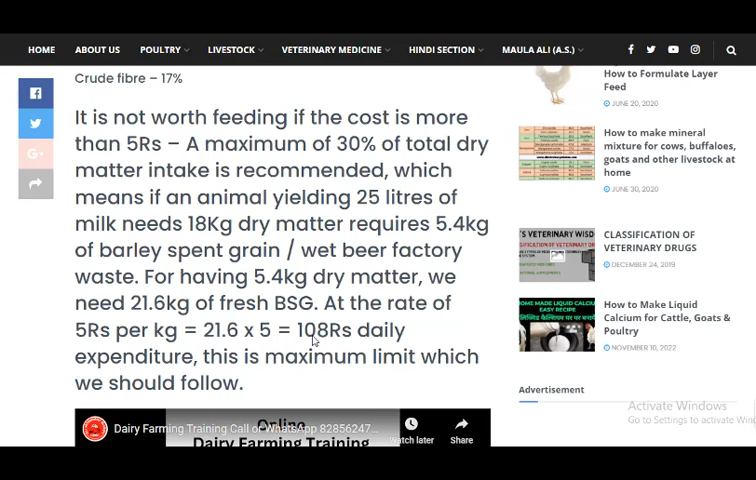 HOME
ABOUT US
POULTRY
LIVESTOCK
VETERINARY MEDICINE
HINDI SECTION
MAULA ALI (A.S.)
Crude fibre – 17%
It is not worth feeding if the cost is more
than 5Rs – A maximum of 30% of total dry
matter intake is recommended, which
means if an animal yielding 25 litres of
milk needs 18Kg dry matter requires 5.4kg
of barley spent grain / wet beer factory
waste. For having 5.4kg dry matter, we
need 21.6kg of fresh BSG. At the rate of
5Rs per kg = 21.6 x 5 = 108Rs daily
expenditure, this is maximum limit which
we should follow.
Online
Dairy Farming Training Call or WhatsApp 82856247...
Dairy Farming Training
Watch later
Share
How to Formulate Layer
Feed
JUNE 20, 2020
How to make mineral
mixture for cows, buffaloes,
goats and other livestock at
home
JUNE 30, 2020
CLASSIFICATION OF
VETERINARY DRUGS
DECEMBER 24, 2019
How to Make Liquid
Calcium for Cattle, Goats &
Poultry
NOVEMBER 10, 2022
Advertisement
Activate Windows
Go to Settings to activate Win